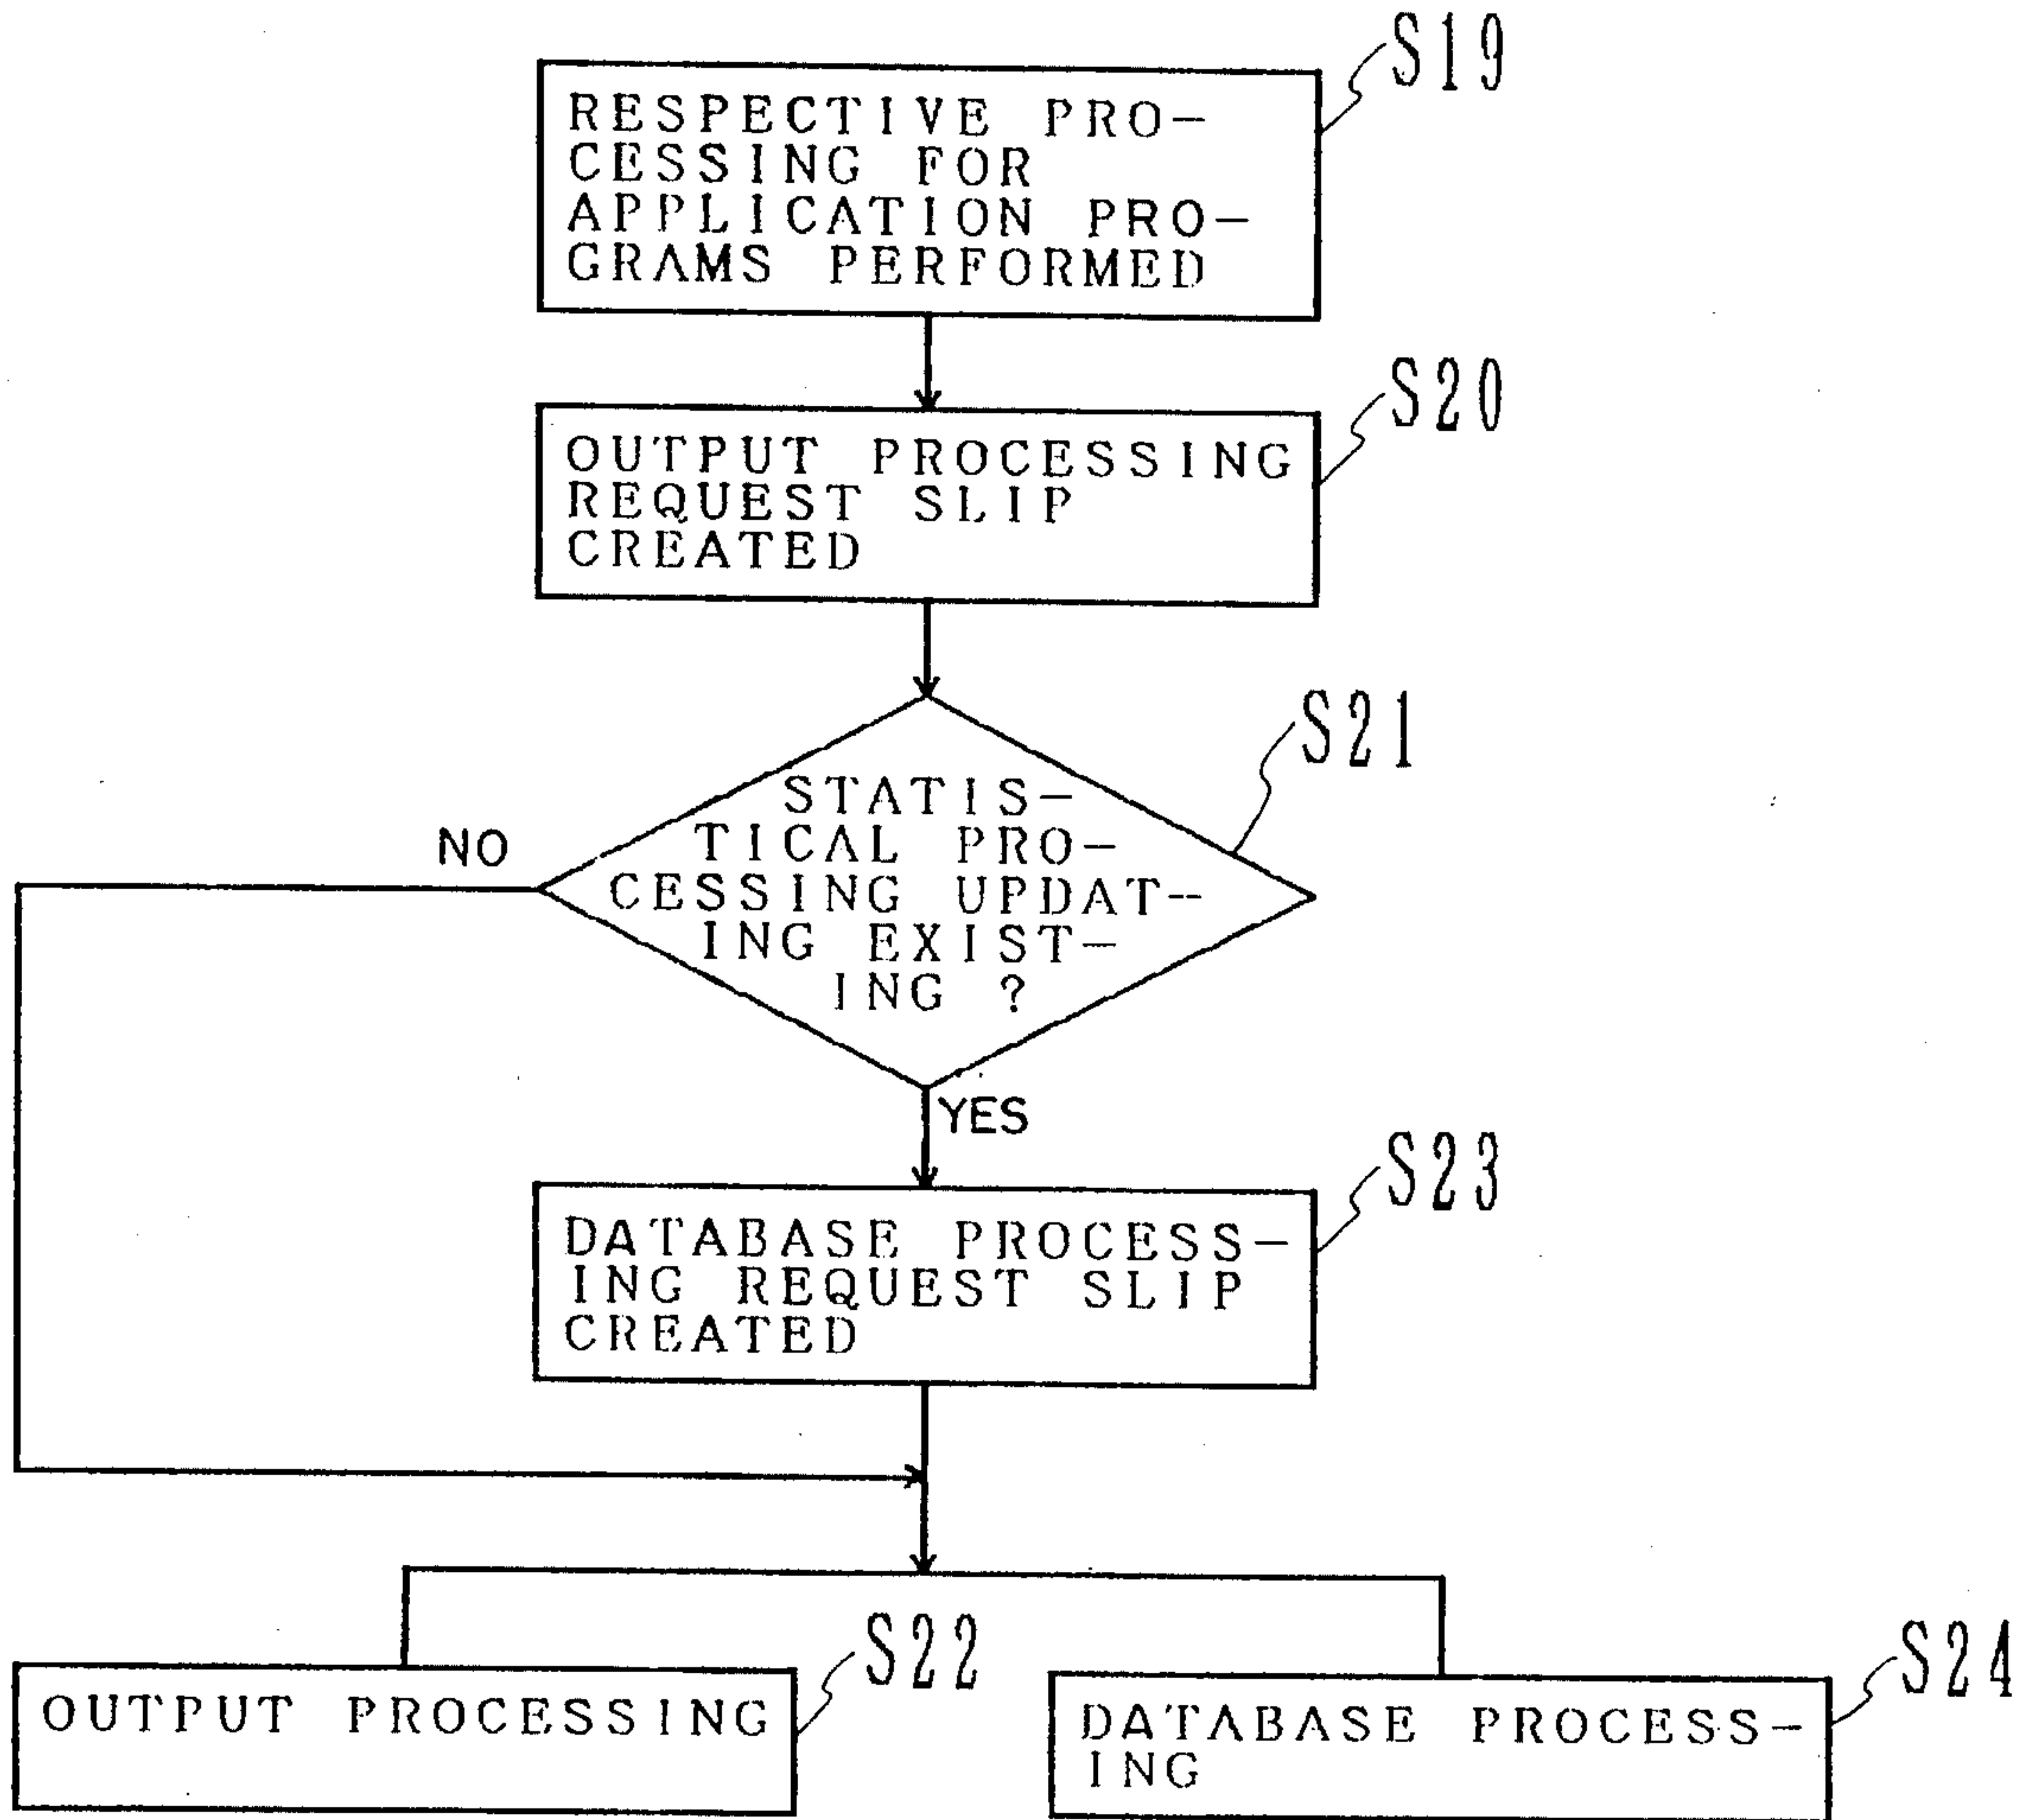 S19
RESPECTIVE PRO-
CESSING FOR
APPLICATION PRO-
GRAMS PERFORMED
S20
OUTPUT PROCESSING
REQUEST SLIP
CREATED
S21
STATIS-
TICAL PRO-
CESSING UPDAT-
ING EXIST-
ING ?
NO
YES
S23
DATABASE PROCESS-
ING REQUEST SLIP
CREATED
S22
OUTPUT PROCESSING
S24
DATABASE PROCESS-
ING